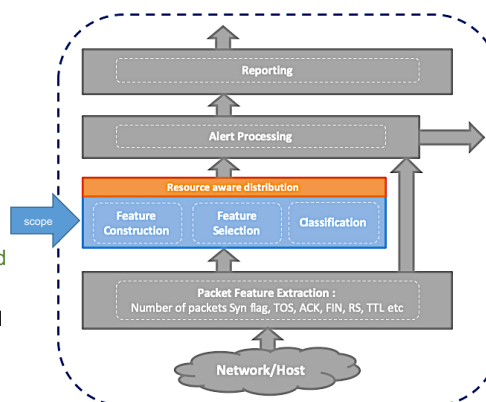 Reporting
Alert Processing
Resource aware distribution
scope
Feature
Construction
Feature
Selection
Classification
Packet Feature Extraction :
Number of packets Syn flag, TOS, ACK, FIN, RS, TTL etc
Network/Host